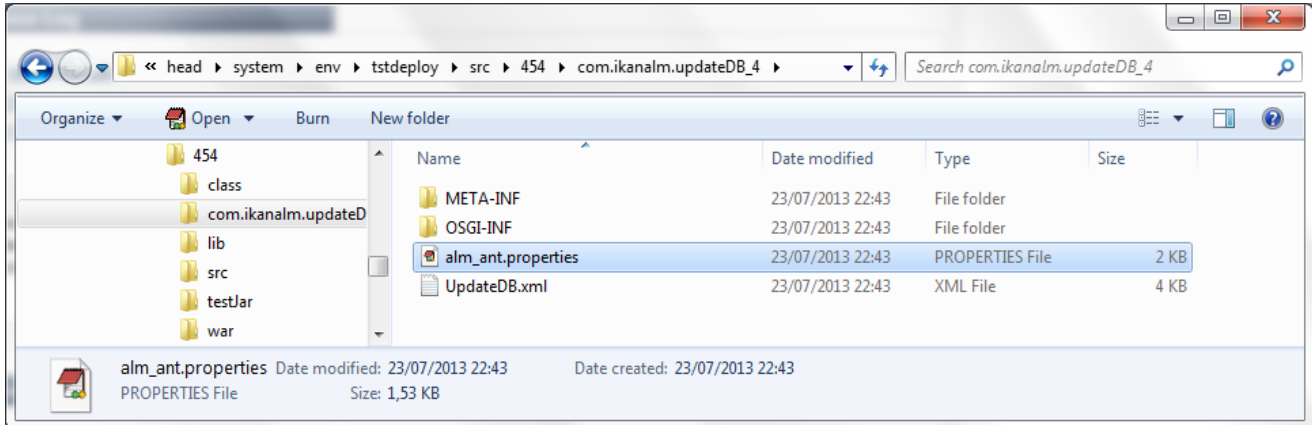 « head ▸ system ▸ env ▸ tstdeploy ▸ src ▸ 454 ▸ com.ikanalm.updateDB_4 ▸ Search com.ikanalm.updateDB_4
Organize Open Burn New folder
454
class
com.ikanalm.updateD
lib
src
testJar
war
Name Date modified Type Size
META-INF 23/07/2013 22:43 File folder
OSGI-INF 23/07/2013 22:43 File folder
alm_ant.properties 23/07/2013 22:43 PROPERTIES File 2 KB
UpdateDB.xml 23/07/2013 22:43 XML File 4 KB
alm_ant.properties Date modified: 23/07/2013 22:43 Date created: 23/07/2013 22:43
PROPERTIES File Size: 1,53 KB